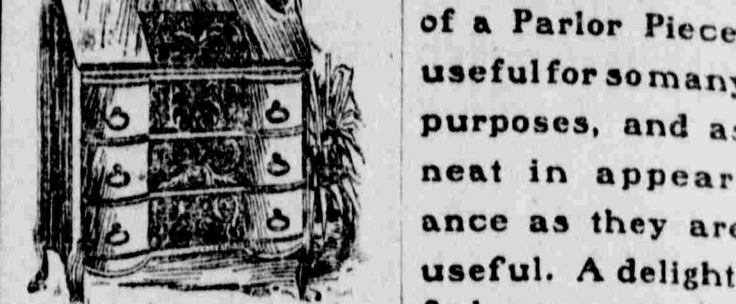 of a Parlor Piece
useful for so many
purposes, and as
neat in appear
ance as they are
useful. A delight